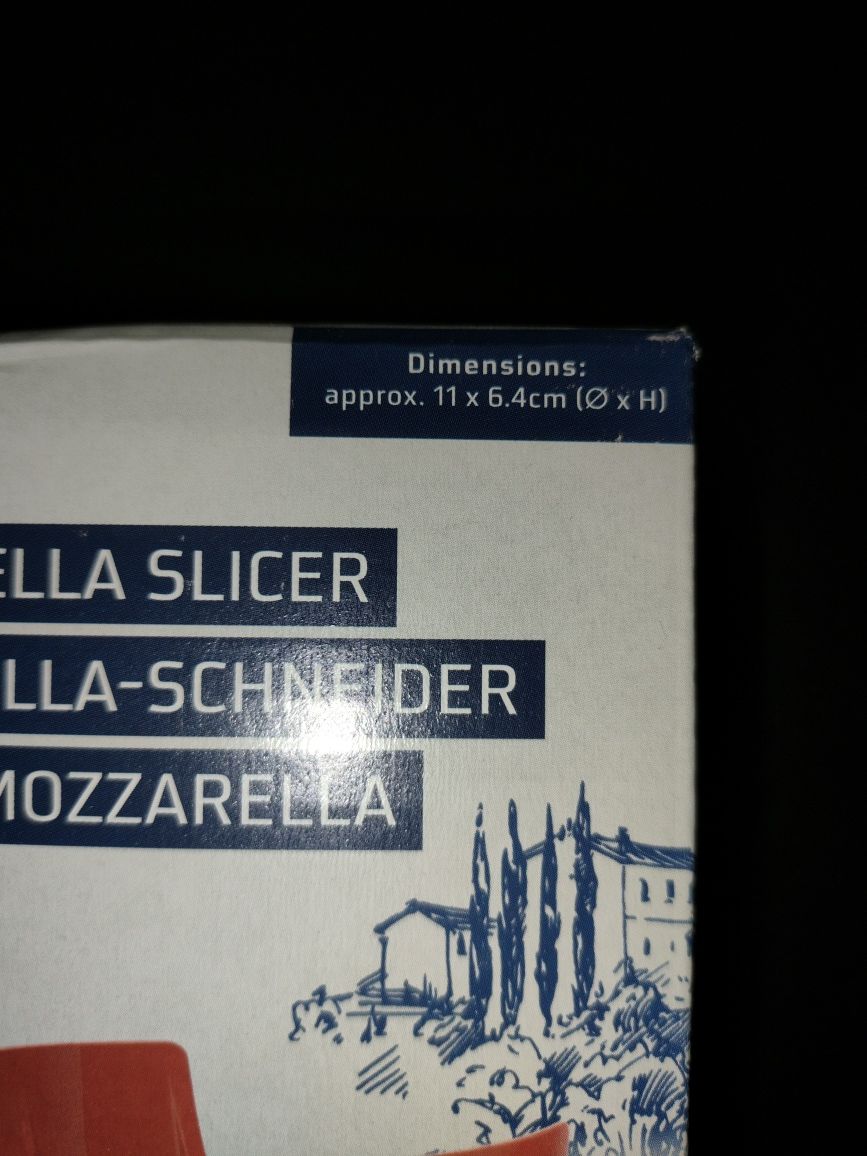 Dimensions:
approx. 11 x 6.4cm (Ø x H)
ELLA SLICER
LLA-SCHNEIDER
MOZZARELLA